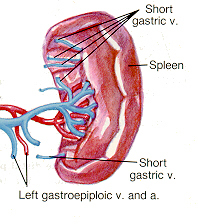 Short
gastric v.
Spleen
Short
gastric v.
Left gastroepiploic v. and a.